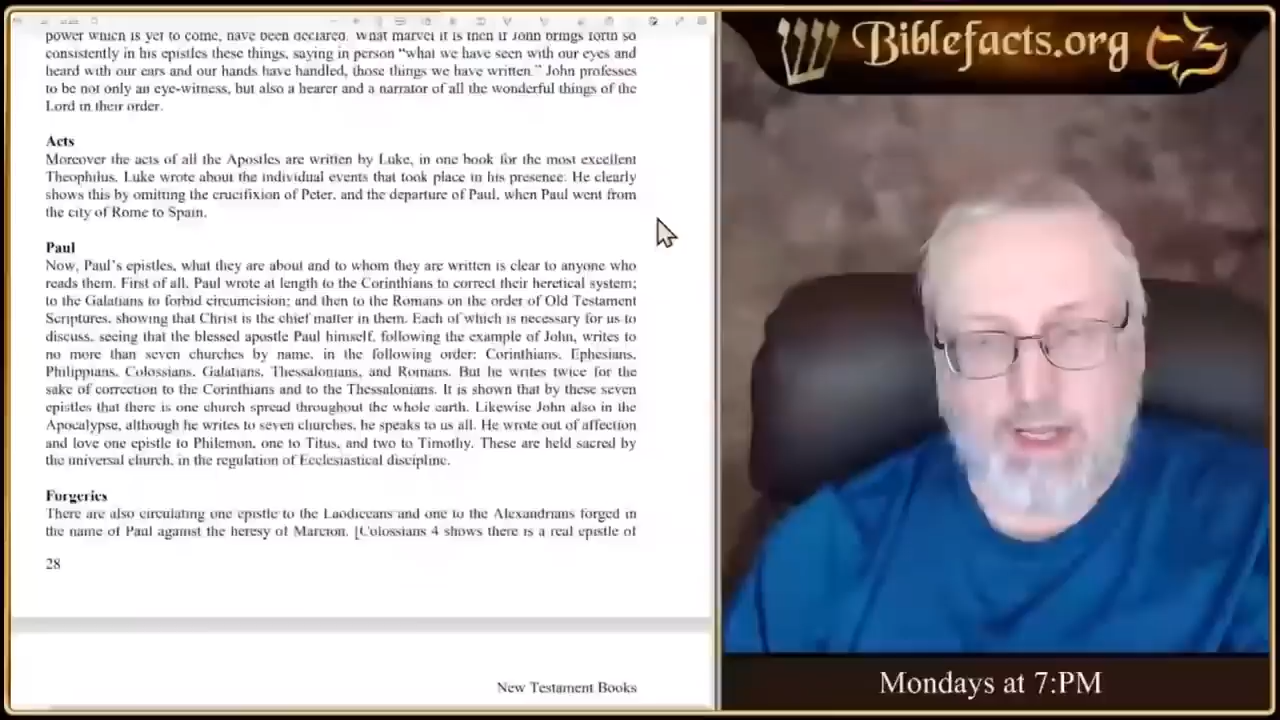 power which is yet to come, have been declared. What marvel it is then if John brings forth so
consistently in his epistles these things, saying in person “what we have seen with our eyes and
heard with our ears and our hands have handled, those things we have written.” John professes
to be not only an eye-witness, but also a hearer and a narrator of all the wonderful things of the
Lord in their order.
Acts
Moreover the acts of all the Apostles are written by Luke, in one book for the most excellent
Theophilus. Luke wrote about the individual events that took place in his presence. He clearly
shows this by omitting the crucifixion of Peter, and the departure of Paul, when Paul went from
the city of Rome to Spain.
Paul
Now, Paul’s epistles, what they are about and to whom they are written is clear to anyone who
reads them. First of all, Paul wrote at length to the Corinthians to correct their heretical system;
to the Galatians to forbid circumcision; and then to the Romans on the order of Old Testament
Scriptures, showing that Christ is the chief matter in them. Each of which is necessary for us to
discuss, seeing that the blessed apostle Paul himself, following the example of John, writes to
no more than seven churches by name, in the following order: Corinthians, Ephesians,
Philippians, Colossians, Galatians, Thessalonians, and Romans. But he writes twice for the
sake of correction to the Corinthians and to the Thessalonians. It is shown that by these seven
epistles that there is one church spread throughout the whole earth. Likewise John also in the
Apocalypse, although he writes to seven churches, he speaks to us all. He wrote out of affection
and love one epistle to Philemon, one to Titus, and two to Timothy. These are held sacred by
the universal church, in the regulation of Ecclesiastical discipline.
Forgeries
There are also circulating one epistle to the Laodiceans and one to the Alexandrians forged in
the name of Paul against the heresy of Marcion. [Colossians 4 shows there is a real epistle of
28
New Testament Books
Biblefacts.org
Mondays at 7:PM